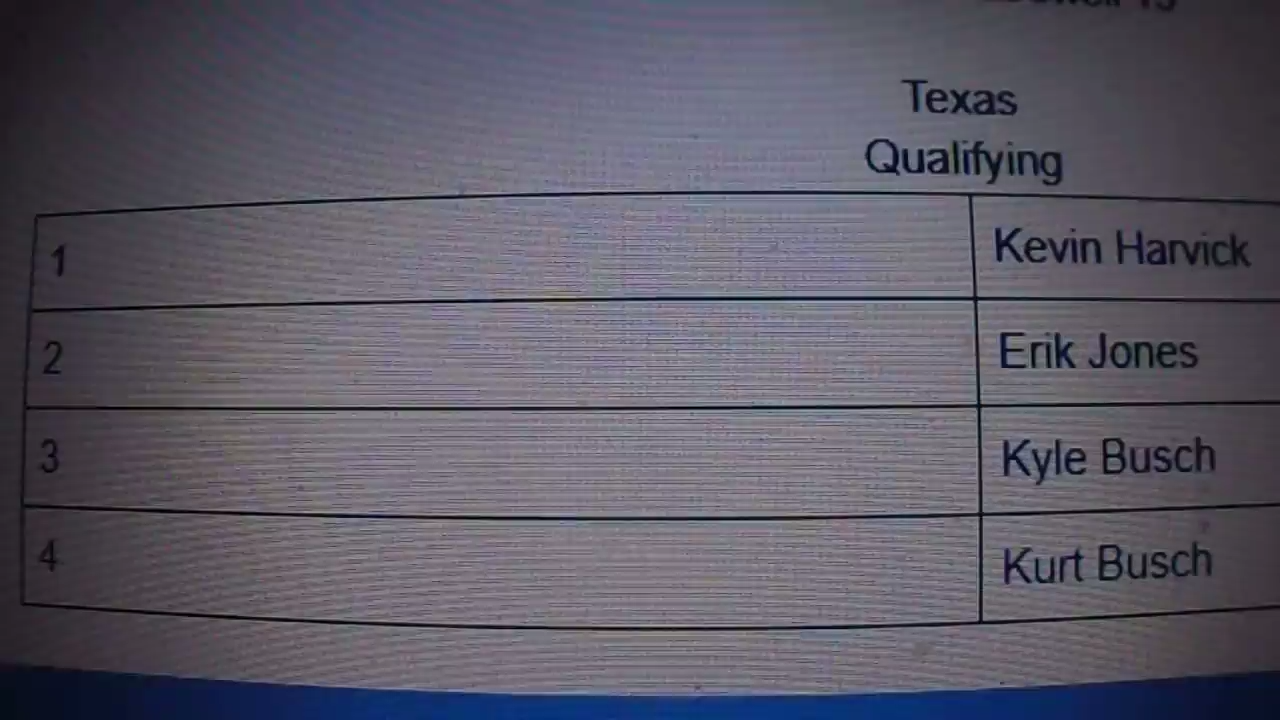 Texas
Qualifying
1 Kevin Harvick
2 Erik Jones
3 Kyle Busch
4 Kurt Busch